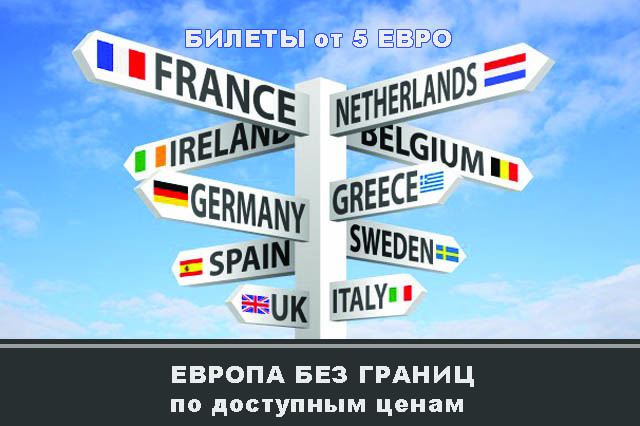 БИЛЕТЫ от 5 ЕВРО
FRANCE
NETHERLANDS
IRELAND
BELGIUM
GERMANY
GREECE
SPAIN
SWEDEN
UK
ITALY
ЕВРОПА БЕЗ ГРАНИЦ
по доступным ценам